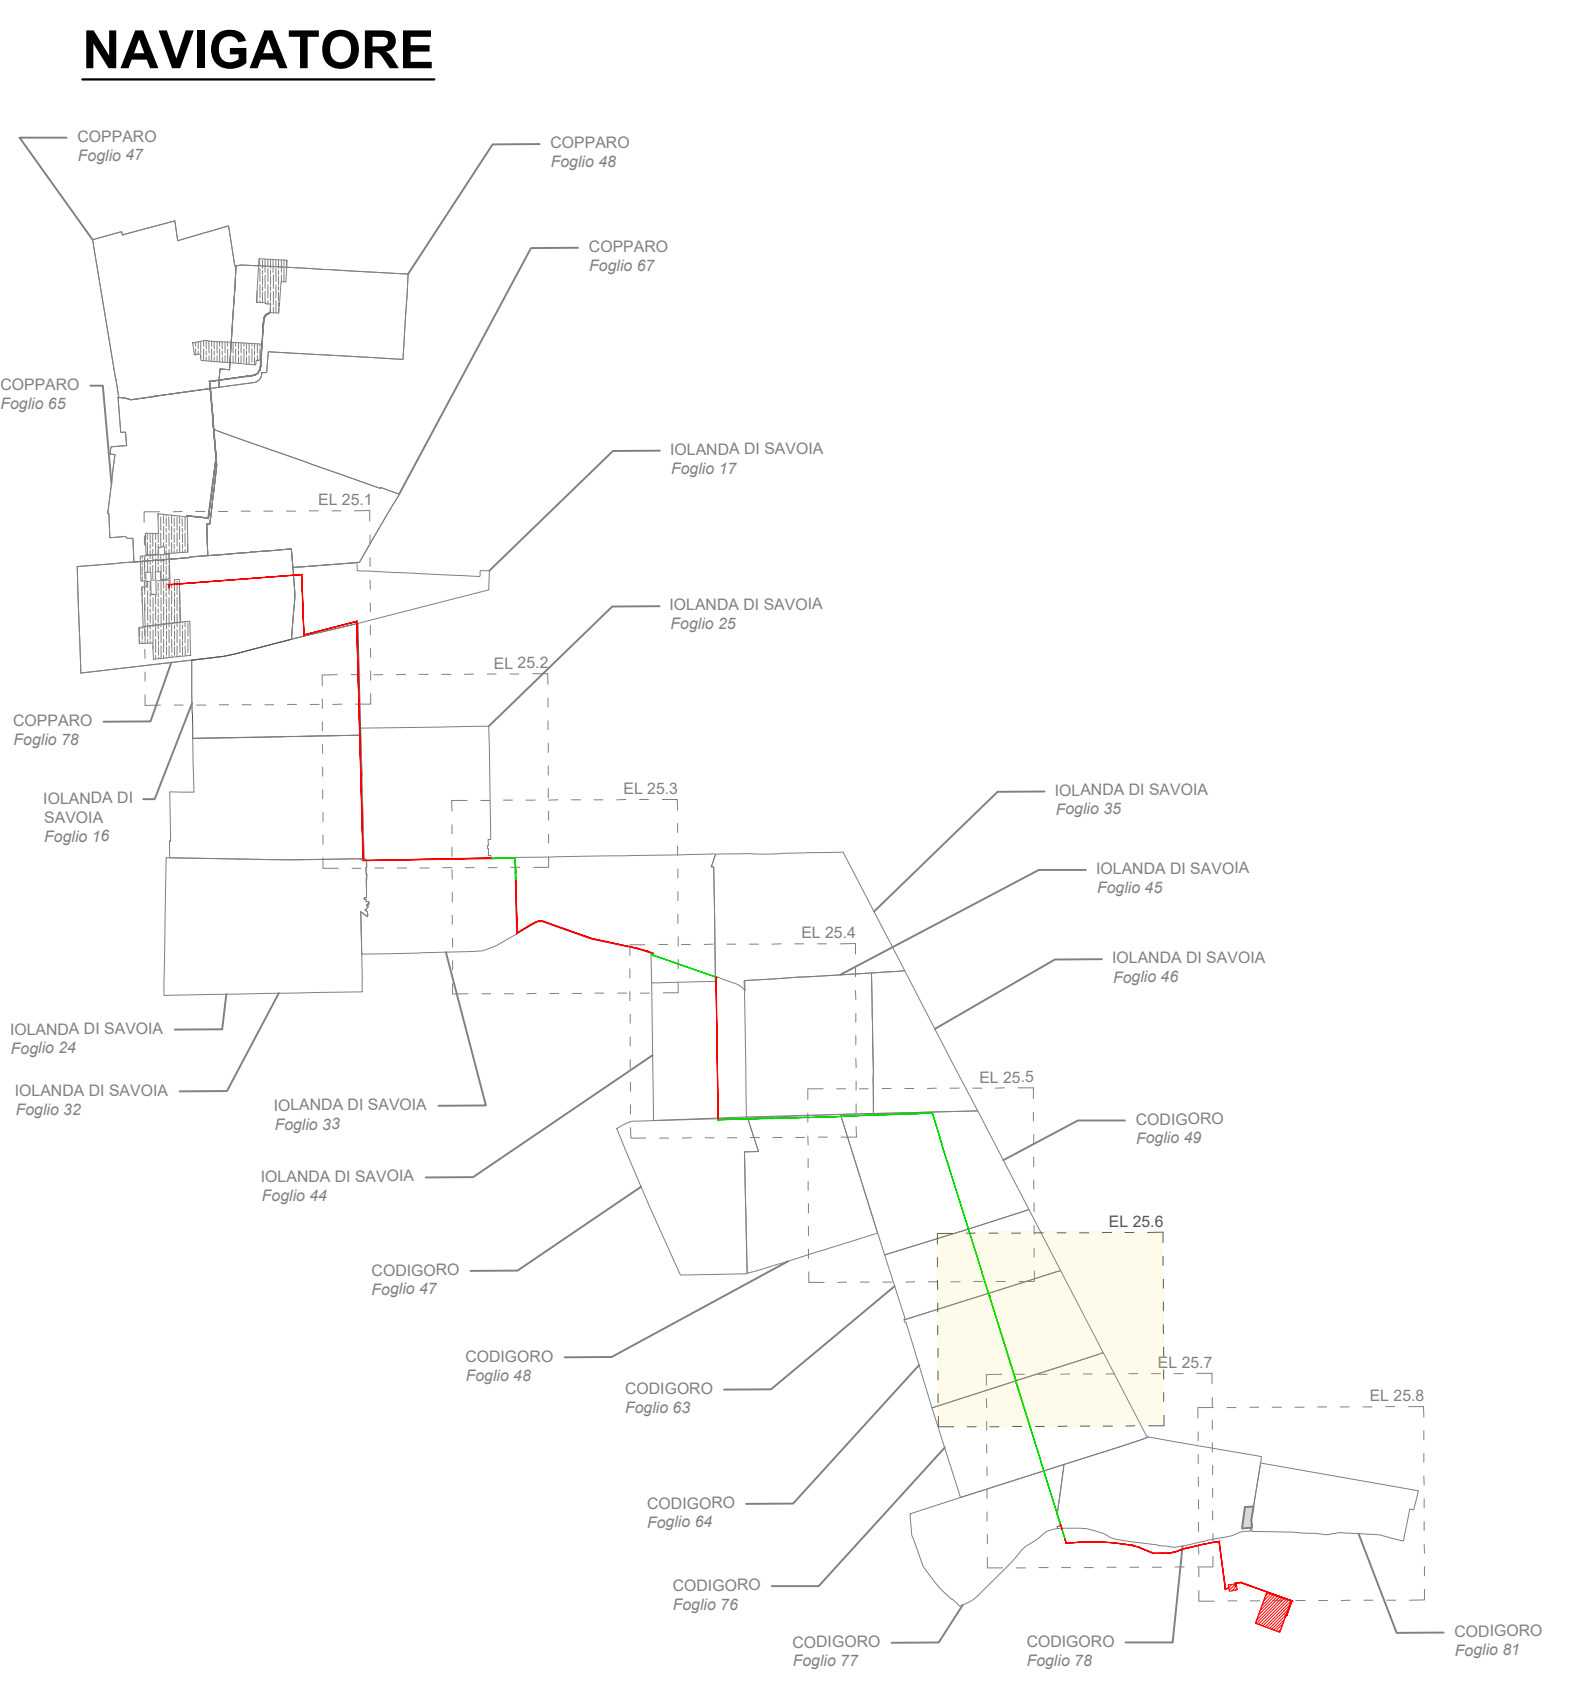 NAVIGATORE
COPPARO
Foglio 47
COPPARO
Foglio 48
COPPARO
Foglio 67
COPPARO
Foglio 65
IOLANDA DI SAVOIA
Foglio 17
EL 25.1
IOLANDA DI SAVOIA
Foglio 25
EL 25.2
COPPARO
Foglio 78
IOLANDA DI
SAVOIA
Foglio 16
EL 25.3
IOLANDA DI SAVOIA
Foglio 35
IOLANDA DI SAVOIA
Foglio 45
EL 25.4
IOLANDA DI SAVOIA
Foglio 46
IOLANDA DI SAVOIA
Foglio 24
IOLANDA DI SAVOIA
Foglio 32
IOLANDA DI SAVOIA
Foglio 33
EL 25.5
CODIGORO
Foglio 49
IOLANDA DI SAVOIA
Foglio 44
EL 25.6
CODIGORO
Foglio 47
CODIGORO
Foglio 48
CODIGORO
Foglio 63
EL 25.7
EL 25.8
CODIGORO
Foglio 64
CODIGORO
Foglio 76
CODIGORO
Foglio 77
CODIGORO
Foglio 78
CODIGORO
Foglio 81